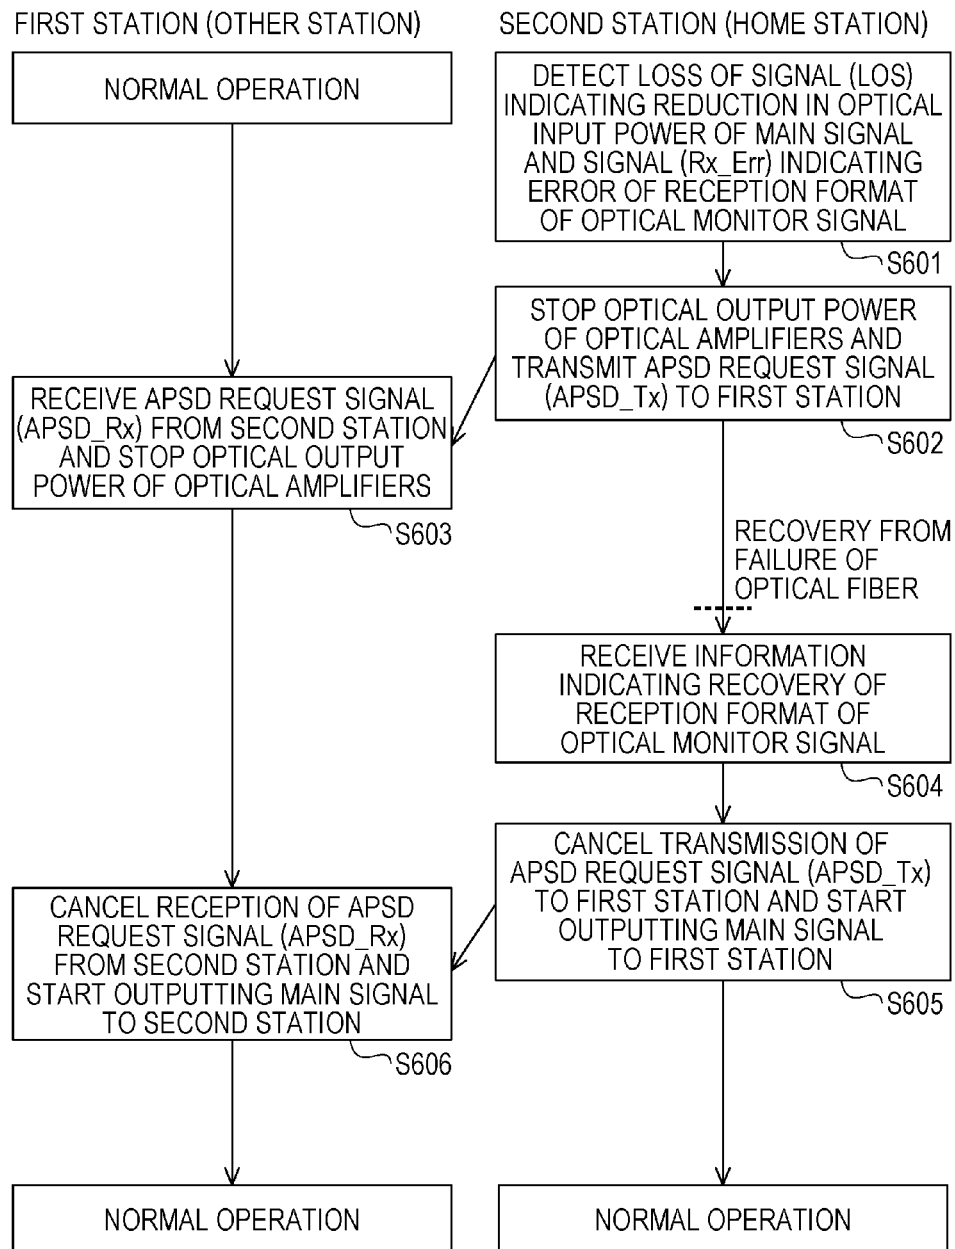 FIRST STATION (OTHER STATION)
SECOND STATION (HOME STATION)
NORMAL OPERATION
DETECT LOSS OF SIGNAL (LOS)
INDICATING REDUCTION IN OPTICAL
INPUT POWER OF MAIN SIGNAL
AND SIGNAL (Rx_Err) INDICATING
ERROR OF RECEPTION FORMAT
OF OPTICAL MONITOR SIGNAL
S601
STOP OPTICAL OUTPUT POWER
OF OPTICAL AMPLIFIERS AND
TRANSMIT APSD REQUEST SIGNAL
(APSD_Tx) TO FIRST STATION
S602
RECEIVE APSD REQUEST SIGNAL
(APSD_Rx) FROM SECOND STATION
AND STOP OPTICAL OUTPUT
POWER OF OPTICAL AMPLIFIERS
S603
RECOVERY FROM
FAILURE OF
OPTICAL FIBER
RECEIVE INFORMATION
INDICATING RECOVERY OF
RECEPTION FORMAT OF
OPTICAL MONITOR SIGNAL
S604
CANCEL TRANSMISSION OF
APSD REQUEST SIGNAL (APSD_Tx)
TO FIRST STATION AND START
OUTPUTTING MAIN SIGNAL
TO FIRST STATION
S605
CANCEL RECEPTION OF APSD
REQUEST SIGNAL (APSD_Rx)
FROM SECOND STATION AND
START OUTPUTTING MAIN SIGNAL
TO SECOND STATION
S606
NORMAL OPERATION
NORMAL OPERATION